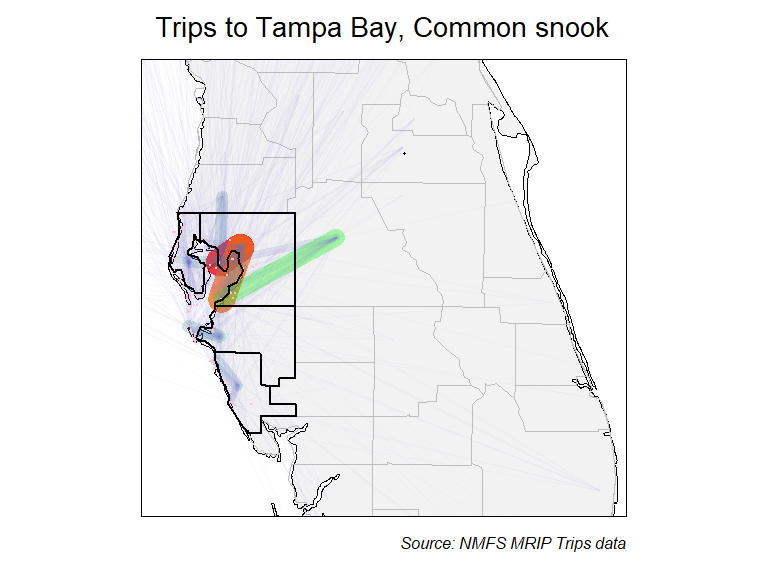 Trips to Tampa Bay, Common snook
Source: NMFS MRIP Trips data